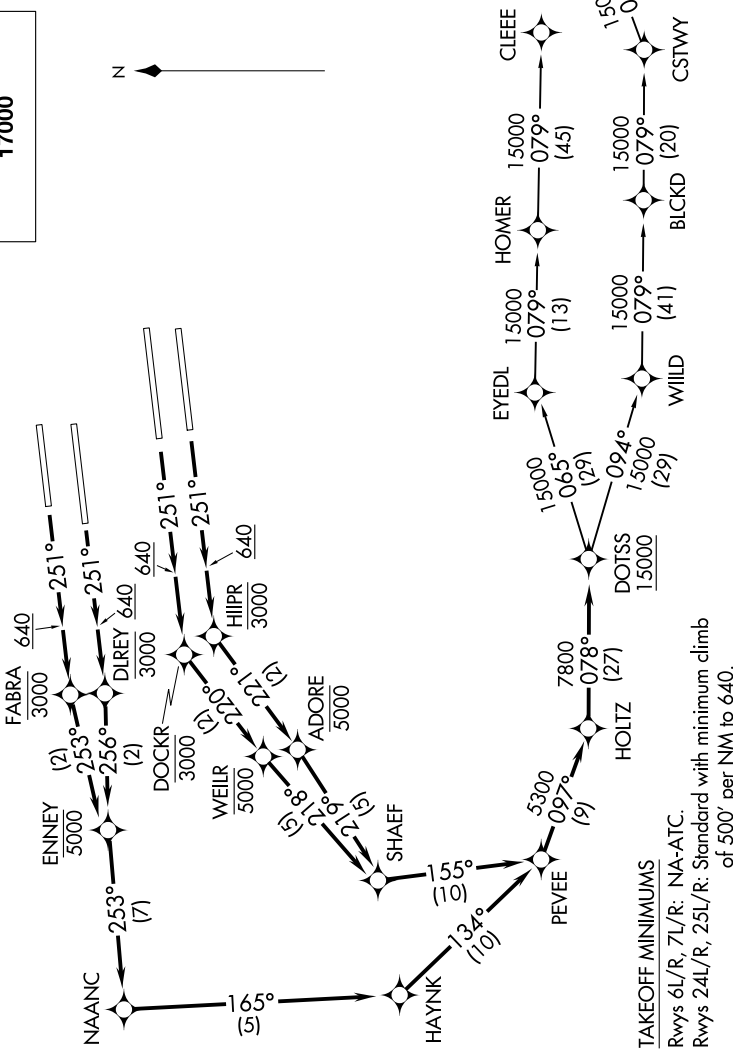 17000
N
FABRA
3000
640
251°
DLREY
3000
640
251°
(2)
253°
256°
(2)
ENNEY
5000
253°
(7)
NAANC
165°
(5)
HAYNK
134°
(10)
640
251°
DOCKR
3000
640
251°
HIIPR
3000
220°
(2)
221°
(2)
WEILR
5000
ADORE
5000
218°
(5)
219°
(5)
SHAEF
155°
(10)
PEVEE
5300
097°
(9)
HOLTZ
7800
078°
(27)
DOTSS
15000
15000
065°
(29)
EYEDL
15000
079°
(13)
HOMER
15000
079°
(45)
CLEEE
094°
15000
(29)
WIILD
15000
079°
(41)
BLCKD
15000
079°
(20)
CSTWY
TAKEOFF MINIMUMS
Rwys 6L/R, 7L/R: NA-ATC.
Rwys 24L/R, 25L/R: Standard with minimum climb
of 500' per NM to 640.